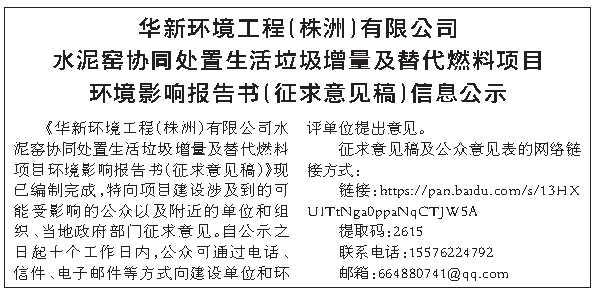 华新环境工程(株洲)有限公司
水泥窑协同处置生活垃圾增量及替代燃料项目
环境影响报告书(征求意见稿)信息公示
《华新环境工程(株洲)有限公司水
泥窑协同处置生活垃圾增量及替代燃料
项目环境影响报告书(征求意见稿)》现
已编制完成,特向项目建设涉及到的可
能受影响的公众以及附近的单位和组
织、当地政府部门征求意见。自公示之
日起十个工作日内,公众可通过电话、
信件、电子邮件等方式向建设单位和环
评单位提出意见。
征求意见稿及公众意见表的网络链
接方式:
链接:https://pan.baidu.com/s/13HX
UJTtNga0ppaNqCTJW5A
提取码:2615
联系电话:15576224792
邮箱:664880741@qq.com